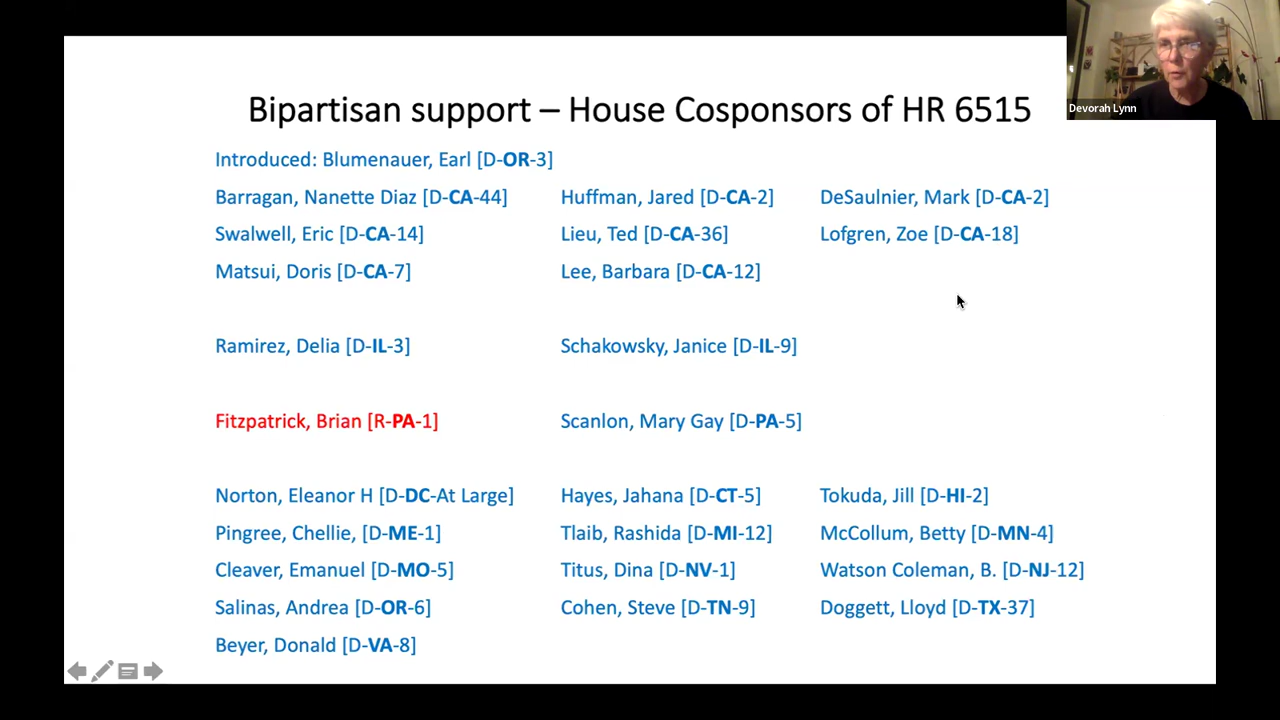 Devorah Lynn
Bipartisan support – House Cosponsors of HR 6515
Introduced: Blumenauer, Earl [D-OR-3]
Barragan, Nanette Diaz [D-CA-44] Huffman, Jared [D-CA-2] DeSaulnier, Mark [D-CA-2]
Swalwell, Eric [D-CA-14] Lieu, Ted [D-CA-36] Lofgren, Zoe [D-CA-18]
Matsui, Doris [D-CA-7] Lee, Barbara [D-CA-12]
Ramirez, Delia [D-IL-3] Schakowsky, Janice [D-IL-9]
Fitzpatrick, Brian [R-PA-1] Scanlon, Mary Gay [D-PA-5]
Norton, Eleanor H [D-DC-At Large] Hayes, Jahana [D-CT-5] Tokuda, Jill [D-HI-2]
Pingree, Chellie, [D-ME-1] Tlaib, Rashida [D-MI-12] McCollum, Betty [D-MN-4]
Cleaver, Emanuel [D-MO-5] Titus, Dina [D-NV-1] Watson Coleman, B. [D-NJ-12]
Salinas, Andrea [D-OR-6] Cohen, Steve [D-TN-9] Doggett, Lloyd [D-TX-37]
Beyer, Donald [D-VA-8]